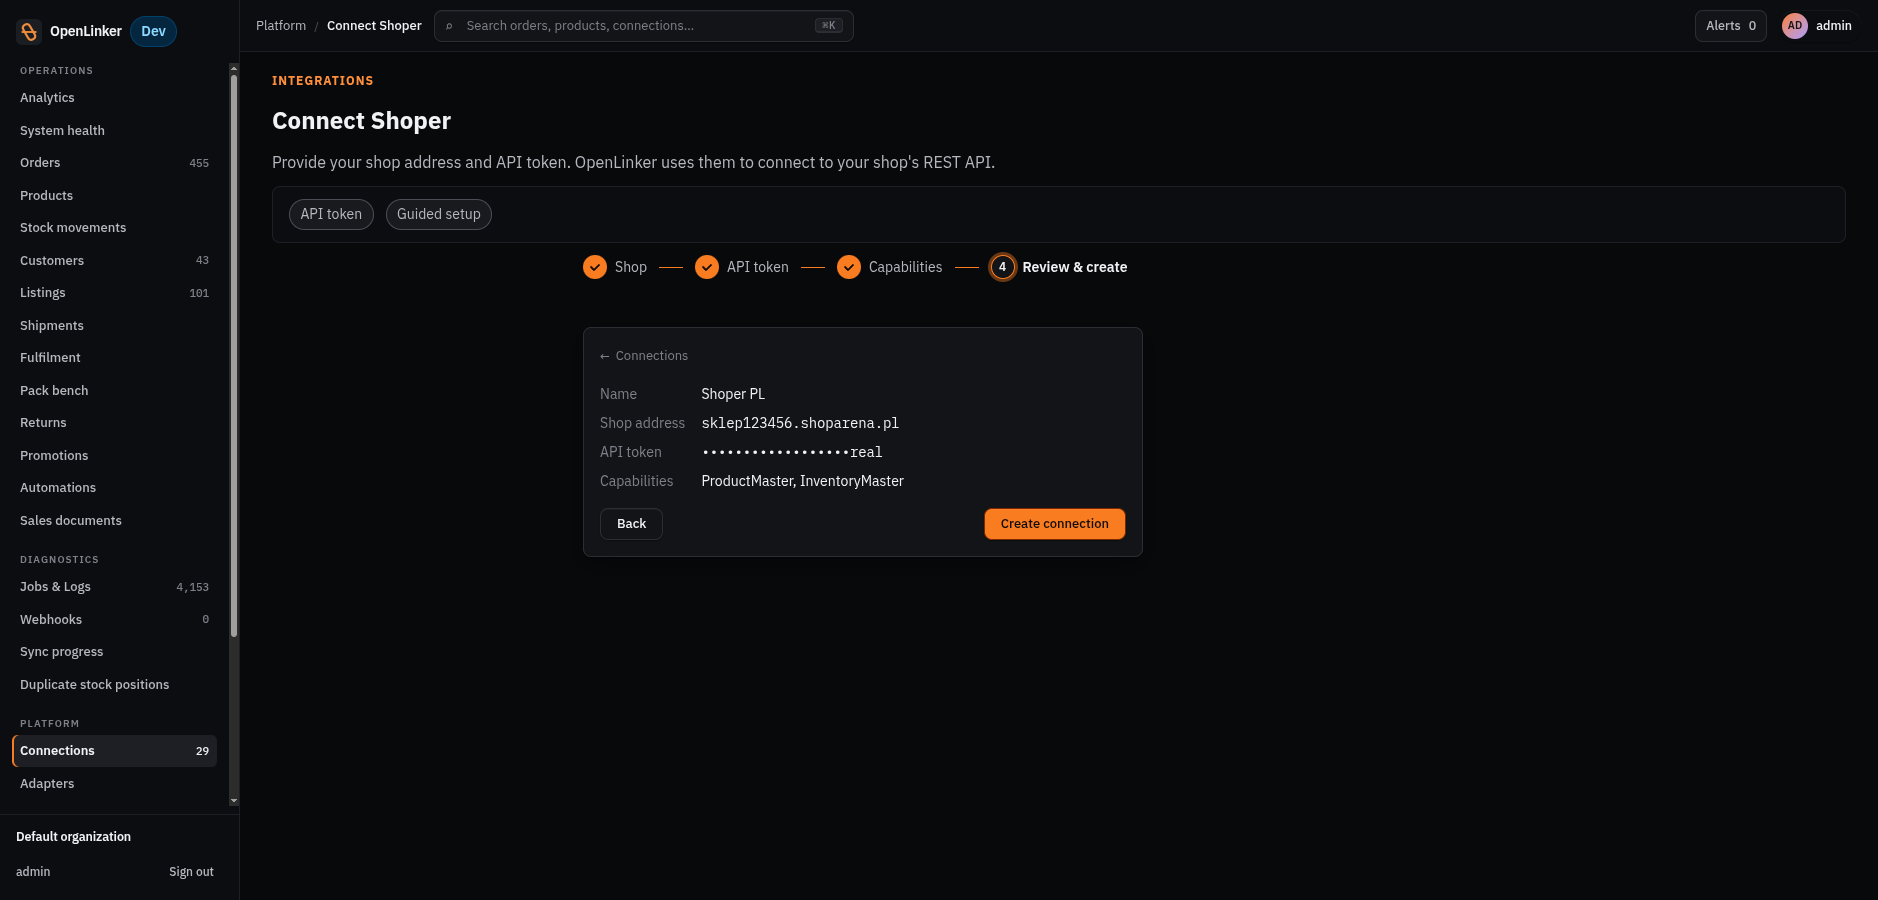 OpenLinker Dev
OPERATIONS
Analytics
System health
Orders 455
Products
Stock movements
Customers 43
Listings 101
Shipments
Fulfilment
Pack bench
Returns
Promotions
Automations
Sales documents
DIAGNOSTICS
Jobs & Logs 4,153
Webhooks 0
Sync progress
Duplicate stock positions
PLATFORM
Connections 29
Adapters
Default organization
admin Sign out
Platform / Connect Shoper
Search orders, products, connections... ⌘K
Alerts 0
AD admin
INTEGRATIONS
Connect Shoper
Provide your shop address and API token. OpenLinker uses them to connect to your shop's REST API.
API token Guided setup
Shop API token Capabilities 4 Review & create
← Connections
Name Shoper PL
Shop address sklep123456.shoparena.pl
API token ••••••••••••••••••real
Capabilities ProductMaster, InventoryMaster
Back Create connection